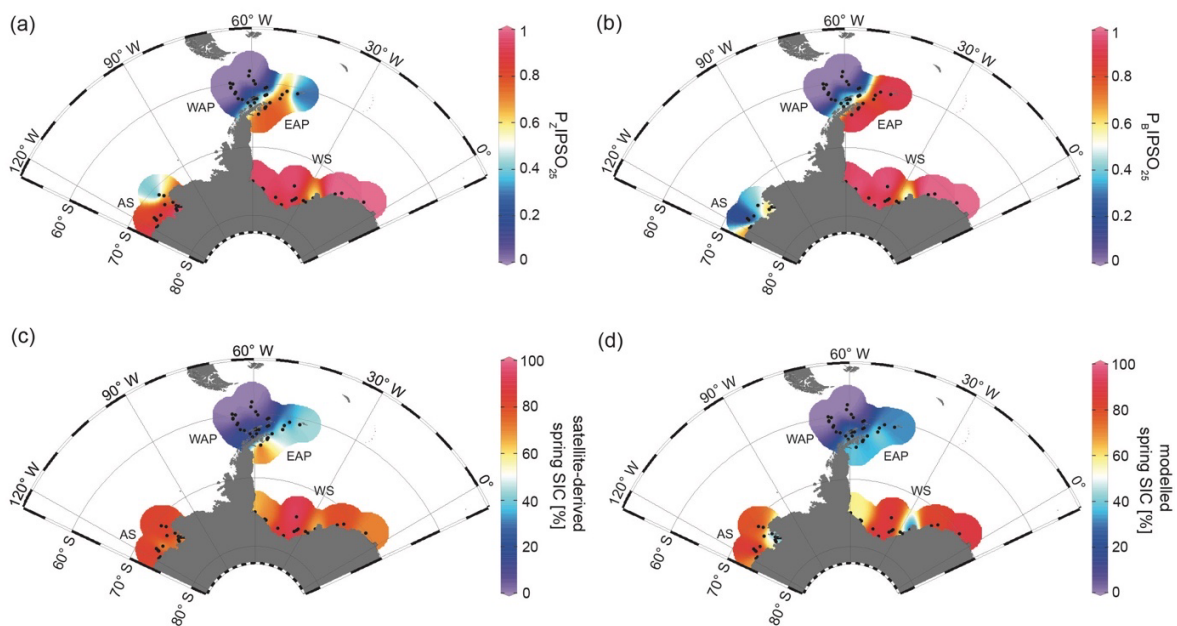 (a)
60° W
90° W
30° W
120° W
0°
60° S
70° S
80° S
WAP
EAP
WS
AS
1
0.8
0.6
0.4
0.2
0
P_ZIPSO_25
(b)
60° W
90° W
30° W
120° W
0°
60° S
70° S
80° S
WAP
EAP
WS
AS
1
0.8
0.6
0.4
0.2
0
P_BIPSO_25
(c)
60° W
90° W
30° W
120° W
0°
60° S
70° S
80° S
WAP
EAP
WS
AS
100
80
60
40
20
0
satellite-derived
spring SIC [%]
(d)
60° W
90° W
30° W
120° W
0°
60° S
70° S
80° S
WAP
EAP
WS
AS
100
80
60
40
20
0
modelled
spring SIC [%]